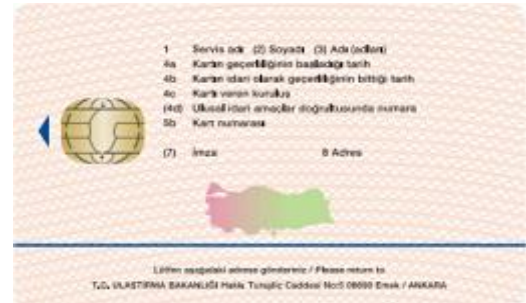 1 Servis adı (2) Soyadı (3) Adı (adları)
4a Kartın geçerliliğinin başladığı tarih
4b Kartın idari olarak geçerliliğinin bittiği tarih
4c Kartı veren kuruluş
(4d) Ulusal idari amaçlar doğrultusunda numara
5b Kart numarası
(7) İmza 8 Adres
Lütfen aşağıdaki adrese gönderiniz / Please return to
T.C. ULAŞTIRMA BAKANLIĞI Hakkı Turayliç Caddesi No:5 06600 Emek / ANKARA